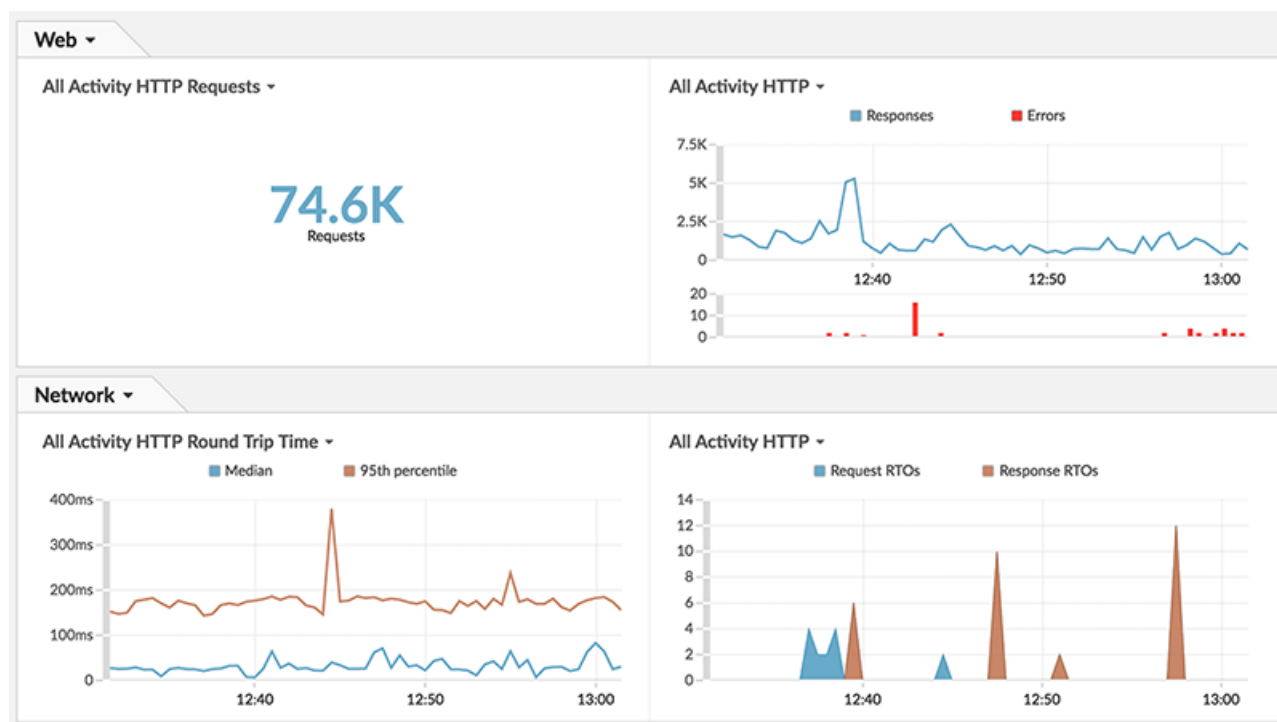 Web
All Activity HTTP Requests
74.6K
Requests
All Activity HTTP
Responses Errors
7.5K
5K
2.5K
0
12:40 12:50 13:00
20
10
0
Network
All Activity HTTP Round Trip Time
Median 95th percentile
400ms
300ms
200ms
100ms
0
12:40 12:50 13:00
All Activity HTTP
Request RTOs Response RTOs
14
12
10
8
6
4
2
0
12:40 12:50 13:00